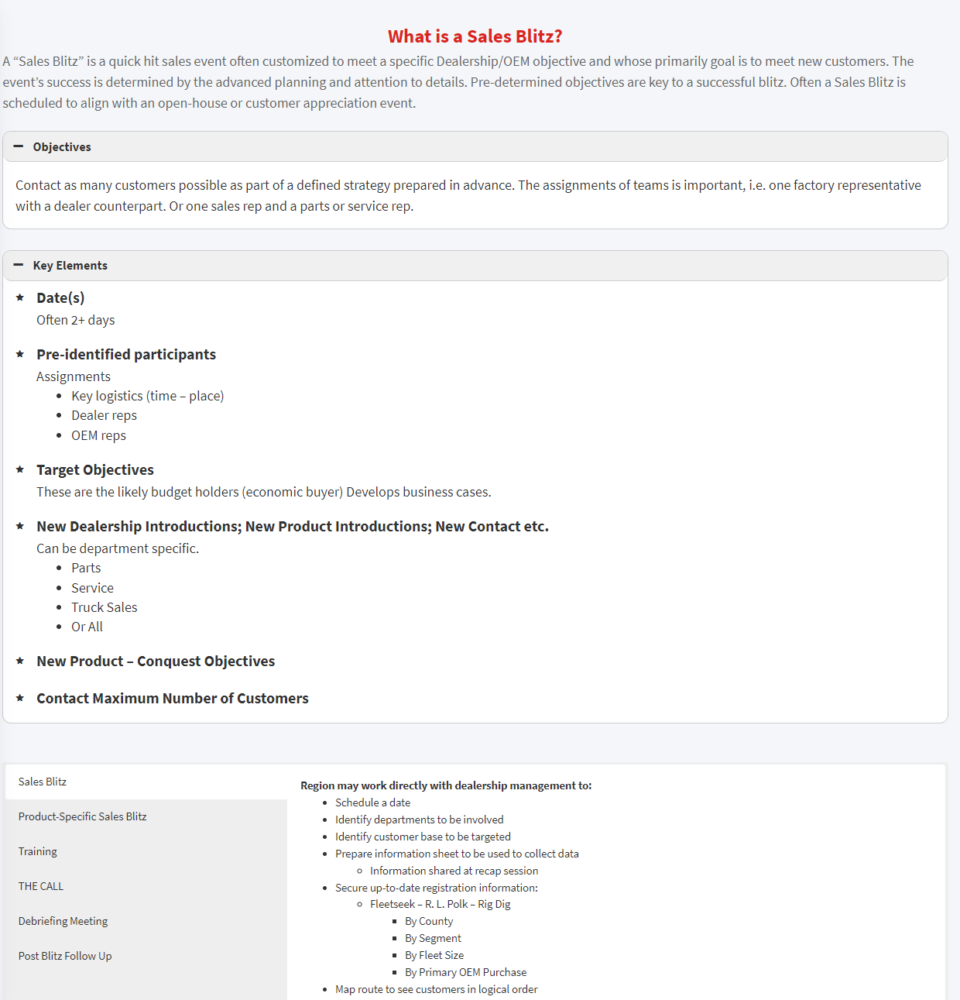 What is a Sales Blitz?
A “Sales Blitz” is a quick hit sales event often customized to meet a specific Dealership/OEM objective and whose primarily goal is to meet new customers. The
event’s success is determined by the advanced planning and attention to details. Pre-determined objectives are key to a successful blitz. Often a Sales Blitz is
scheduled to align with an open-house or customer appreciation event.
Objectives
Contact as many customers possible as part of a defined strategy prepared in advance. The assignments of teams is important, i.e. one factory representative
with a dealer counterpart. Or one sales rep and a parts or service rep.
Key Elements
Date(s)
Often 2+ days
Pre-identified participants
Assignments
Key logistics (time – place)
Dealer reps
OEM reps
Target Objectives
These are the likely budget holders (economic buyer) Develops business cases.
New Dealership Introductions; New Product Introductions; New Contact etc.
Can be department specific.
Parts
Service
Truck Sales
Or All
New Product – Conquest Objectives
Contact Maximum Number of Customers
Sales Blitz
Product-Specific Sales Blitz
Training
THE CALL
Debriefing Meeting
Post Blitz Follow Up
Region may work directly with dealership management to:
Schedule a date
Identify departments to be involved
Identify customer base to be targeted
Prepare information sheet to be used to collect data
Information shared at recap session
Secure up-to-date registration information:
Fleetseek – R. L. Polk – Rig Dig
By County
By Segment
By Fleet Size
By Primary OEM Purchase
Map route to see customers in logical order